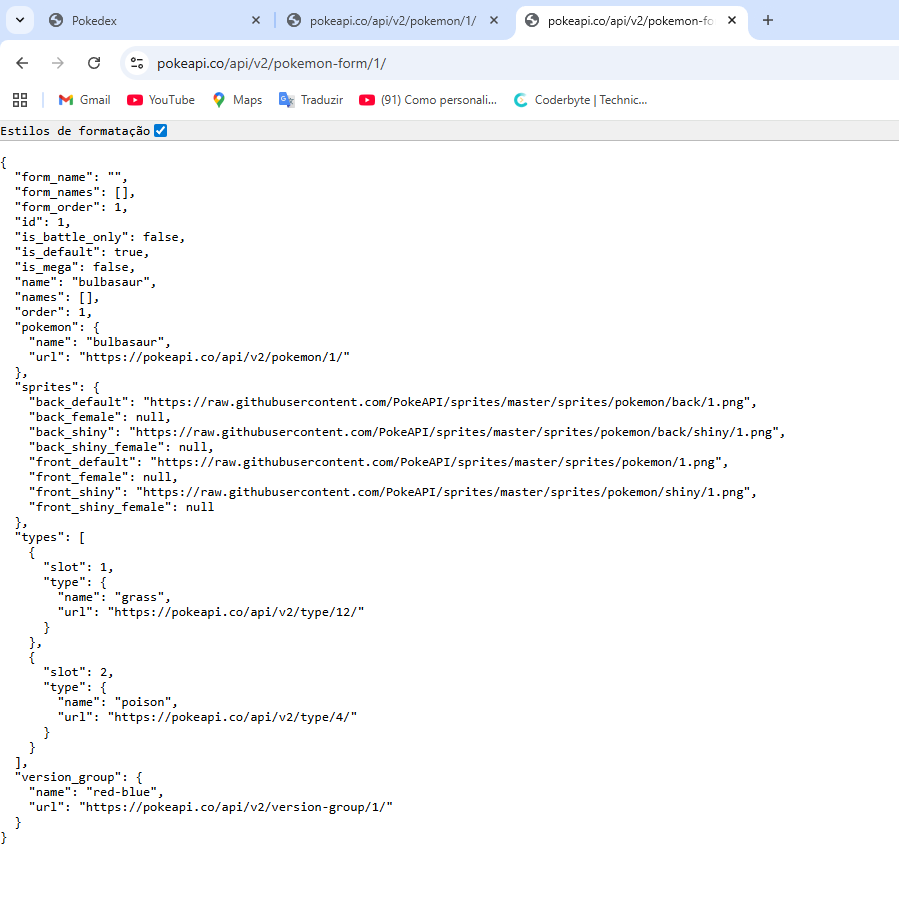 Pokedex
pokeapi.co/api/v2/pokemon/1/
pokeapi.co/api/v2/pokemon-fo
pokeapi.co/api/v2/pokemon-form/1/
Gmail
YouTube
Maps
Traduzir
(91) Como personali...
Coderbyte | Technic...
Estilos de formatação
{
  "form_name": "",
  "form_names": [],
  "form_order": 1,
  "id": 1,
  "is_battle_only": false,
  "is_default": true,
  "is_mega": false,
  "name": "bulbasaur",
  "names": [],
  "order": 1,
  "pokemon": {
    "name": "bulbasaur",
    "url": "https://pokeapi.co/api/v2/pokemon/1/"
  },
  "sprites": {
    "back_default": "https://raw.githubusercontent.com/PokeAPI/sprites/master/sprites/pokemon/back/1.png",
    "back_female": null,
    "back_shiny": "https://raw.githubusercontent.com/PokeAPI/sprites/master/sprites/pokemon/back/shiny/1.png",
    "back_shiny_female": null,
    "front_default": "https://raw.githubusercontent.com/PokeAPI/sprites/master/sprites/pokemon/1.png",
    "front_female": null,
    "front_shiny": "https://raw.githubusercontent.com/PokeAPI/sprites/master/sprites/pokemon/shiny/1.png",
    "front_shiny_female": null
  },
  "types": [
    {
      "slot": 1,
      "type": {
        "name": "grass",
        "url": "https://pokeapi.co/api/v2/type/12/"
      }
    },
    {
      "slot": 2,
      "type": {
        "name": "poison",
        "url": "https://pokeapi.co/api/v2/type/4/"
      }
    }
  ],
  "version_group": {
    "name": "red-blue",
    "url": "https://pokeapi.co/api/v2/version-group/1/"
  }
}